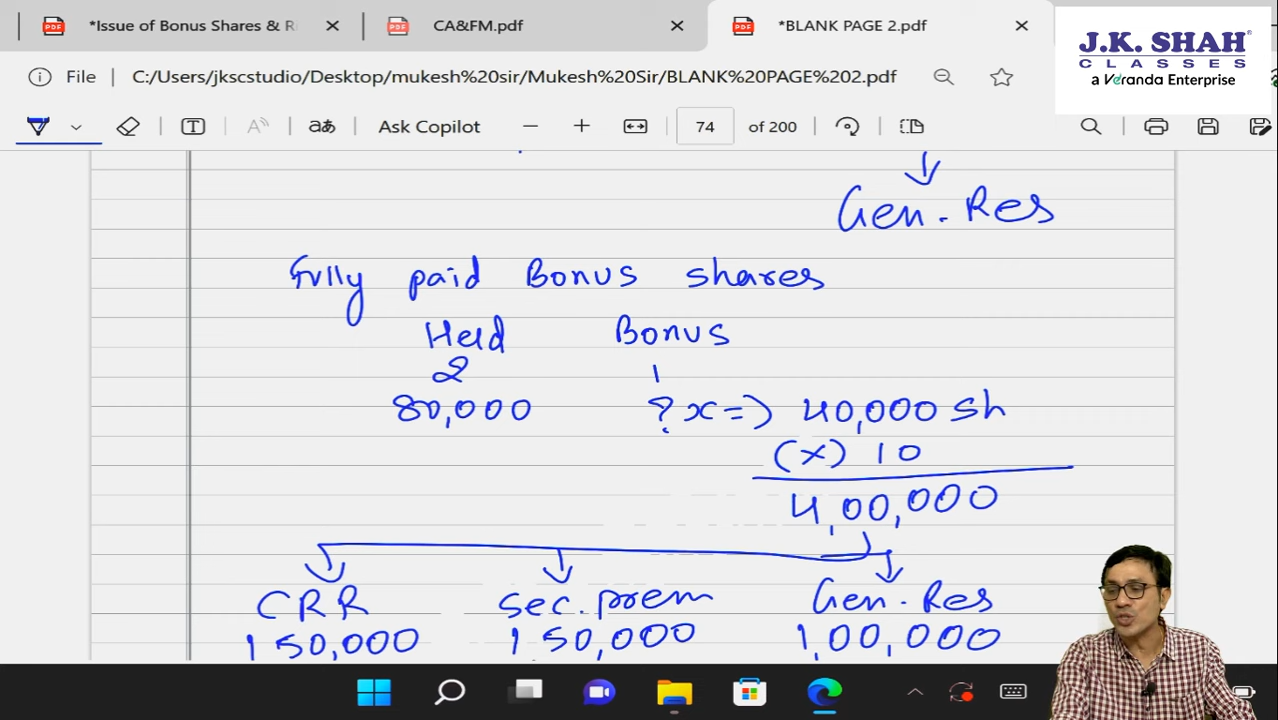 *Issue of Bonus Shares & Ri
CA&FM.pdf
*BLANK PAGE 2.pdf
J.K. SHAH®
CLASSES
a Veranda Enterprise
File
C:/Users/jkscstudio/Desktop/mukesh%20sir/Mukesh%20Sir/BLANK%20PAGE%202.pdf
Ask Copilot
74 of 200
Gen. Res
Fully paid Bonus shares
Held Bonus
2 1
80,000 ? x => 40,000 Sh
(x) 10
4,00,000
CRR Sec. prem Gen. Res
150,000 1,50,000 1,00,000